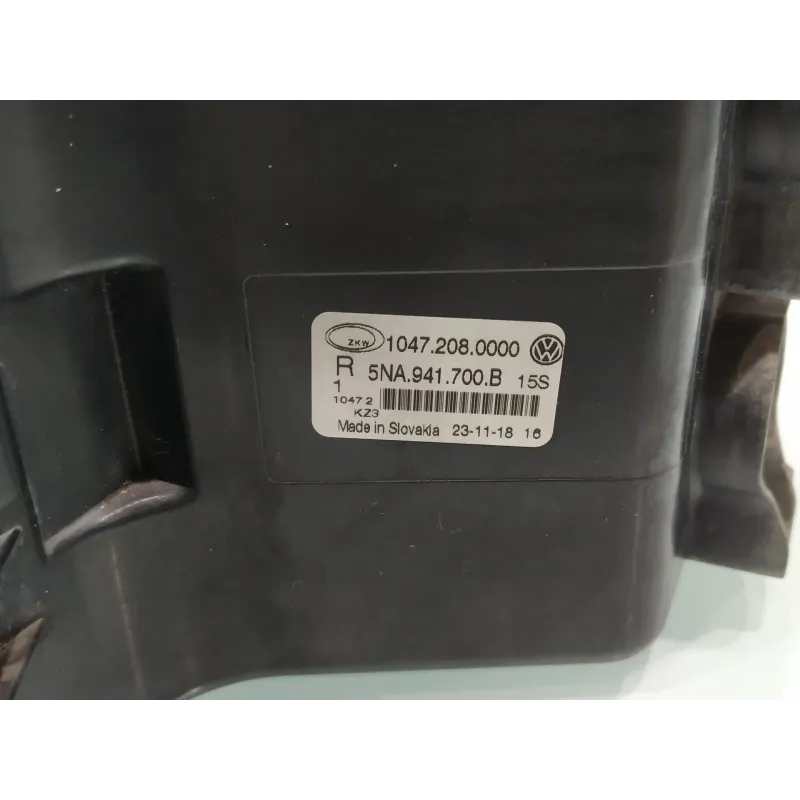 ZKW 1047.208.0000
R 5NA.941.700.B 15S
1
1047 2
KZ3
Made in Slovakia 23-11-18 16